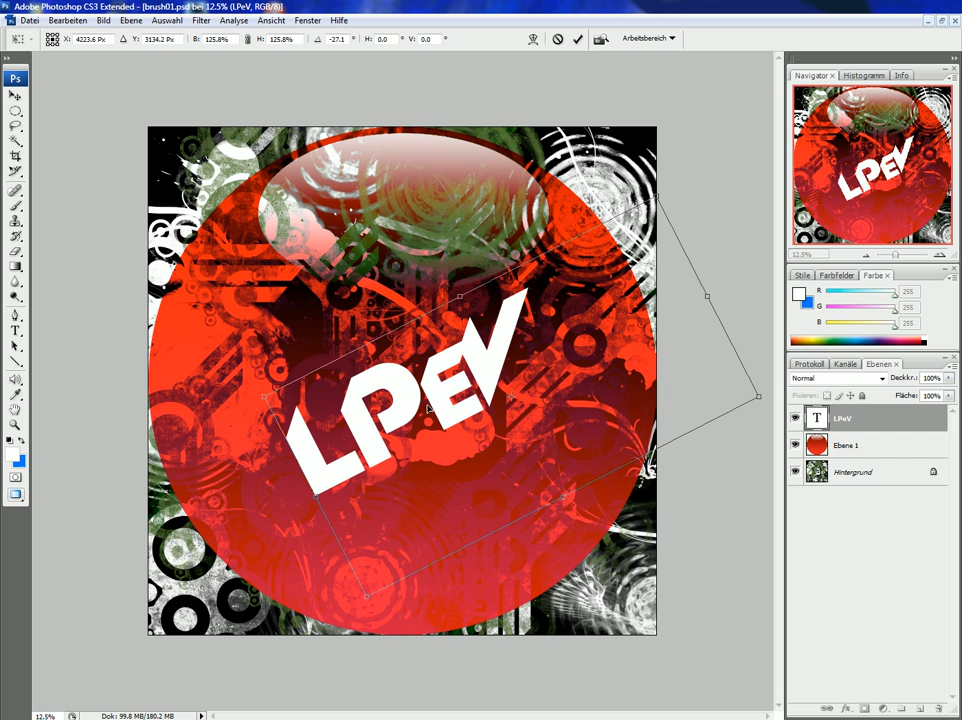 Adobe Photoshop CS3 Extended - [brush01.psd bei 12.5% (LPeV, RGB/8)]
Datei Bearbeiten Bild Ebene Auswahl Filter Analyse Ansicht Fenster Hilfe
X: 4223.6 px Y: 3134.2 px B: 125.8% H: 125.8% -27.1 ° H: 0.0 ° V: 0.0 ° Arbeitsbereich
Ps
Navigator Histogramm Info
LPeV
12.5%
Stile Farbfelder Farbe
R 255
G 255
B 255
LPeV
Protokoll Kanäle Ebenen
Normal Deckkr.: 100%
Fixieren: Fläche: 100%
T LPeV
Ebene 1
Hintergrund
12.5% Dok: 99.8 MB/180.2 MB